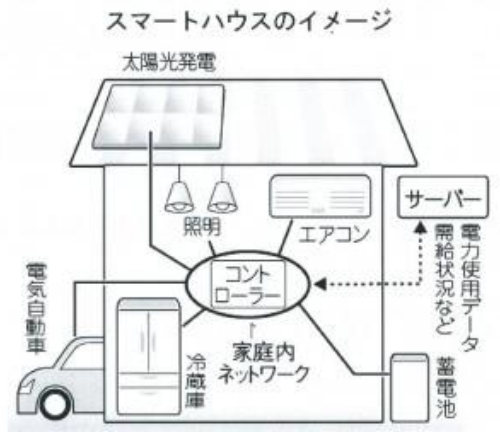 スマートハウスのイメージ
太陽光発電
照明
エアコン
サーバー
電力使用データ
需給状況など
コント
ローラー
電気自動車
冷蔵庫
家庭内
ネットワーク
蓄電池